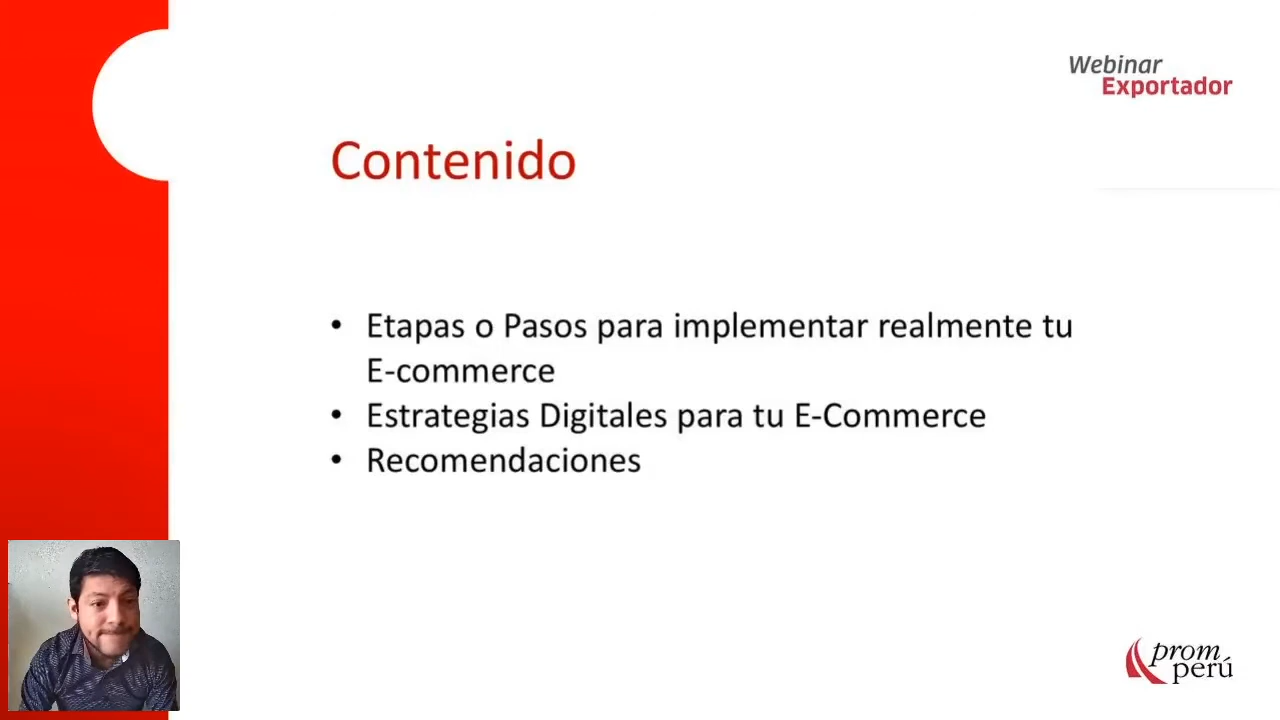 Webinar
Exportador
Contenido
• Etapas o Pasos para implementar realmente tu
E-commerce
• Estrategias Digitales para tu E-Commerce
• Recomendaciones
prom
perú